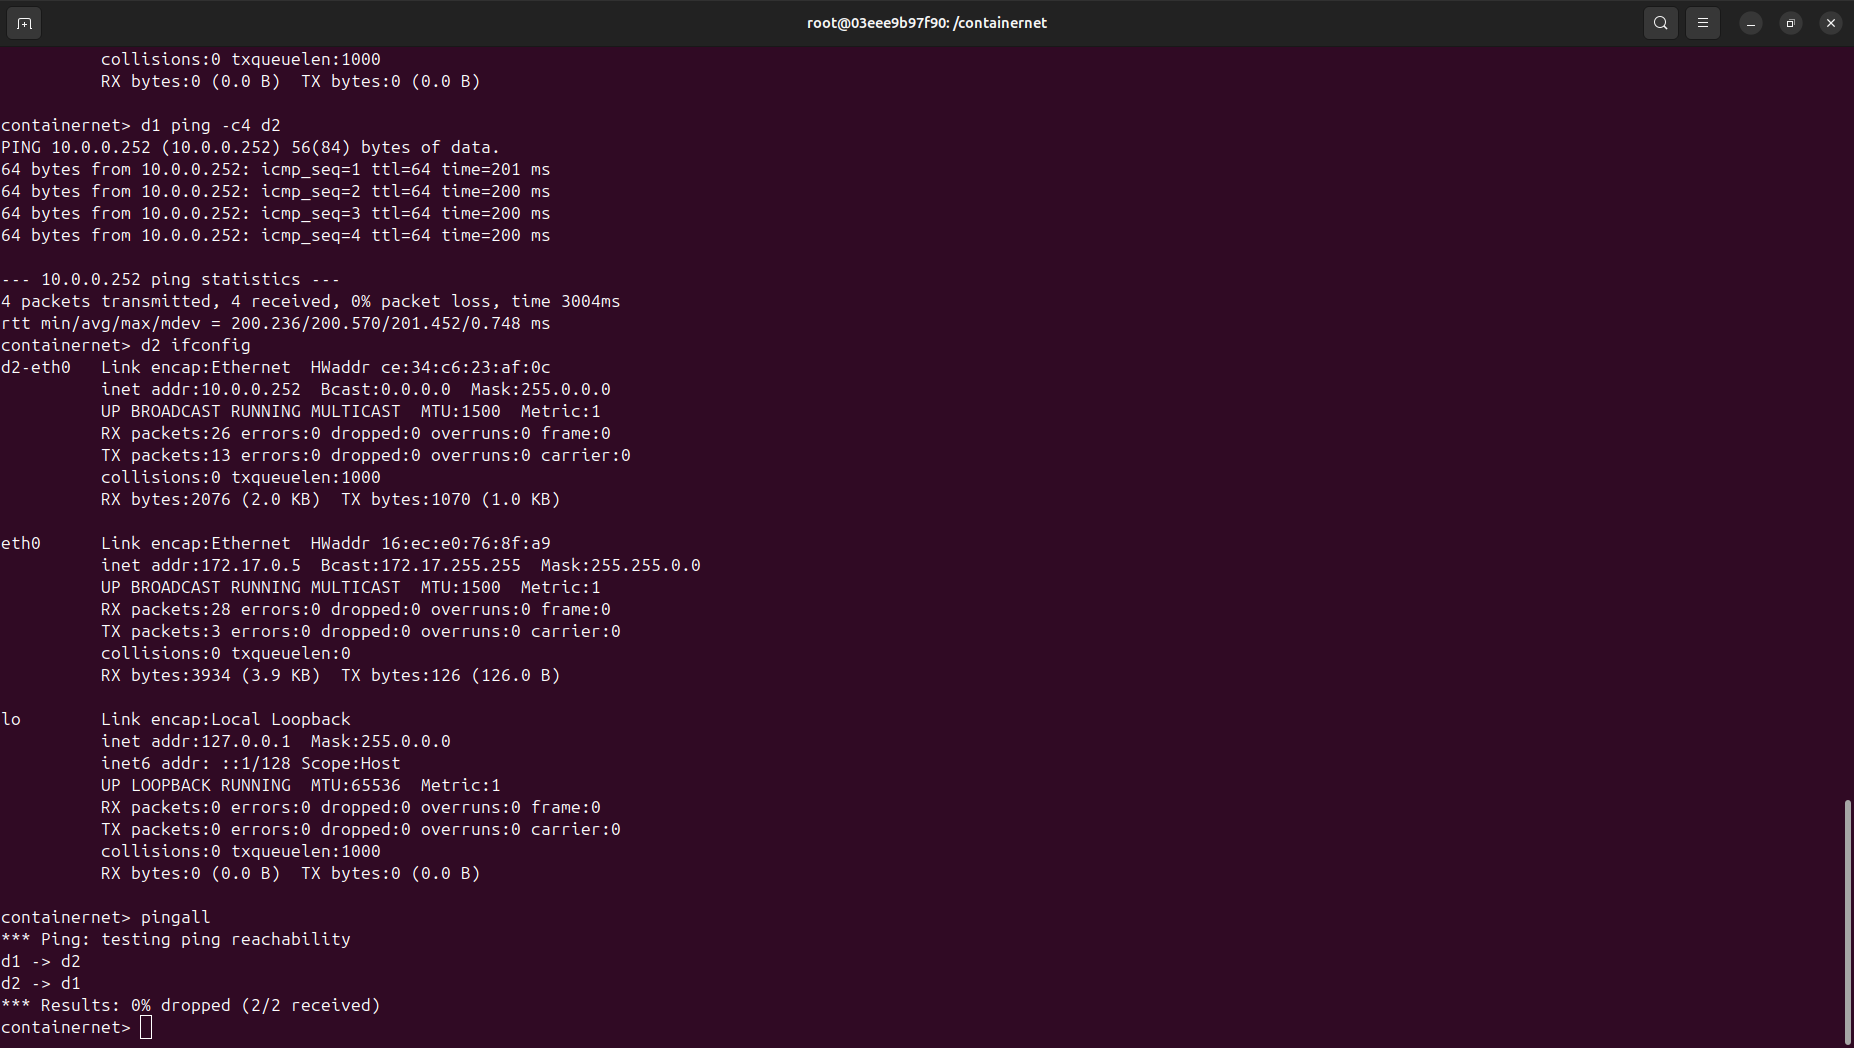 root@03eee9b97f90: /containernet
collisions:0 txqueuelen:1000
RX bytes:0 (0.0 B)  TX bytes:0 (0.0 B)
containernet> d1 ping -c4 d2
PING 10.0.0.252 (10.0.0.252) 56(84) bytes of data.
64 bytes from 10.0.0.252: icmp_seq=1 ttl=64 time=201 ms
64 bytes from 10.0.0.252: icmp_seq=2 ttl=64 time=200 ms
64 bytes from 10.0.0.252: icmp_seq=3 ttl=64 time=200 ms
64 bytes from 10.0.0.252: icmp_seq=4 ttl=64 time=200 ms
--- 10.0.0.252 ping statistics ---
4 packets transmitted, 4 received, 0% packet loss, time 3004ms
rtt min/avg/max/mdev = 200.236/200.570/201.452/0.748 ms
containernet> d2 ifconfig
d2-eth0   Link encap:Ethernet  HWaddr ce:34:c6:23:af:0c
inet addr:10.0.0.252  Bcast:0.0.0.0  Mask:255.0.0.0
UP BROADCAST RUNNING MULTICAST  MTU:1500  Metric:1
RX packets:26 errors:0 dropped:0 overruns:0 frame:0
TX packets:13 errors:0 dropped:0 overruns:0 carrier:0
collisions:0 txqueuelen:1000
RX bytes:2076 (2.0 KB)  TX bytes:1070 (1.0 KB)
eth0      Link encap:Ethernet  HWaddr 16:ec:e0:76:8f:a9
inet addr:172.17.0.5  Bcast:172.17.255.255  Mask:255.255.0.0
UP BROADCAST RUNNING MULTICAST  MTU:1500  Metric:1
RX packets:28 errors:0 dropped:0 overruns:0 frame:0
TX packets:3 errors:0 dropped:0 overruns:0 carrier:0
collisions:0 txqueuelen:0
RX bytes:3934 (3.9 KB)  TX bytes:126 (126.0 B)
lo        Link encap:Local Loopback
inet addr:127.0.0.1  Mask:255.0.0.0
inet6 addr: ::1/128 Scope:Host
UP LOOPBACK RUNNING  MTU:65536  Metric:1
RX packets:0 errors:0 dropped:0 overruns:0 frame:0
TX packets:0 errors:0 dropped:0 overruns:0 carrier:0
collisions:0 txqueuelen:1000
RX bytes:0 (0.0 B)  TX bytes:0 (0.0 B)
containernet> pingall
*** Ping: testing ping reachability
d1 -> d2
d2 -> d1
*** Results: 0% dropped (2/2 received)
containernet>